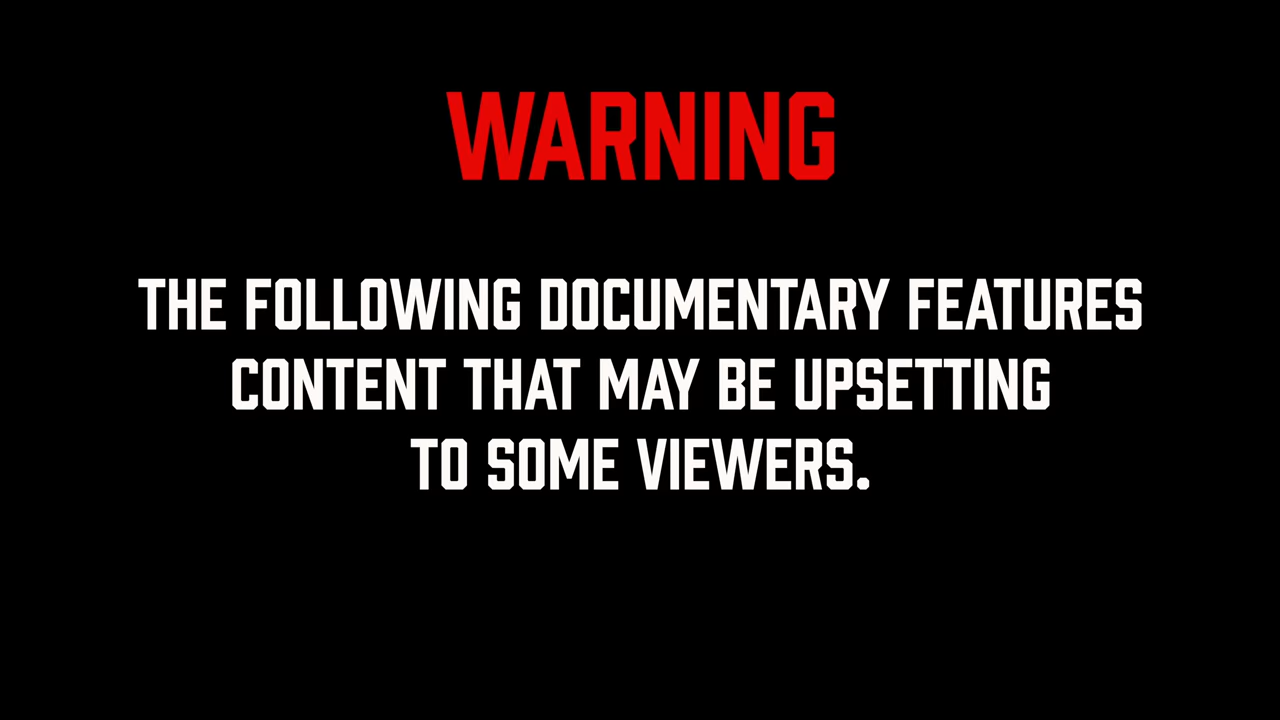 WARNING
THE FOLLOWING DOCUMENTARY FEATURES
CONTENT THAT MAY BE UPSETTING
TO SOME VIEWERS.